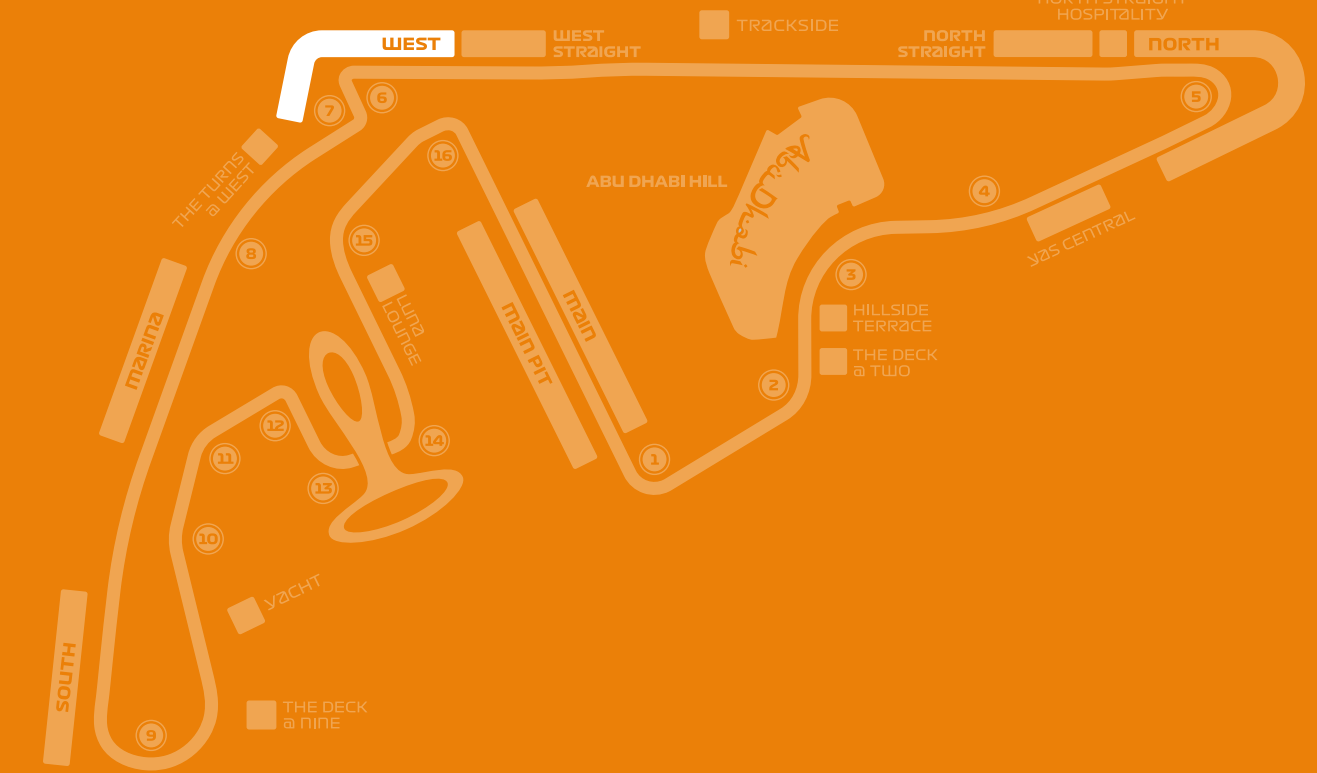 NORTH STRAIGHT
HOSPITALITY
TRACKSIDE
WEST
WEST
STRAIGHT
NORTH
STRAIGHT
NORTH
7
6
5
16
THE TURNS
@ WEST
ABU DHABI HILL
Abu Dhabi
4
YAS CENTRAL
15
8
3
LUNA
LOUNGE
MAIN PIT
MAIN
HILLSIDE
TERRACE
THE DECK
@ TWO
MARINA
2
12
14
11
1
13
10
YACHT
SOUTH
THE DECK
@ NINE
9